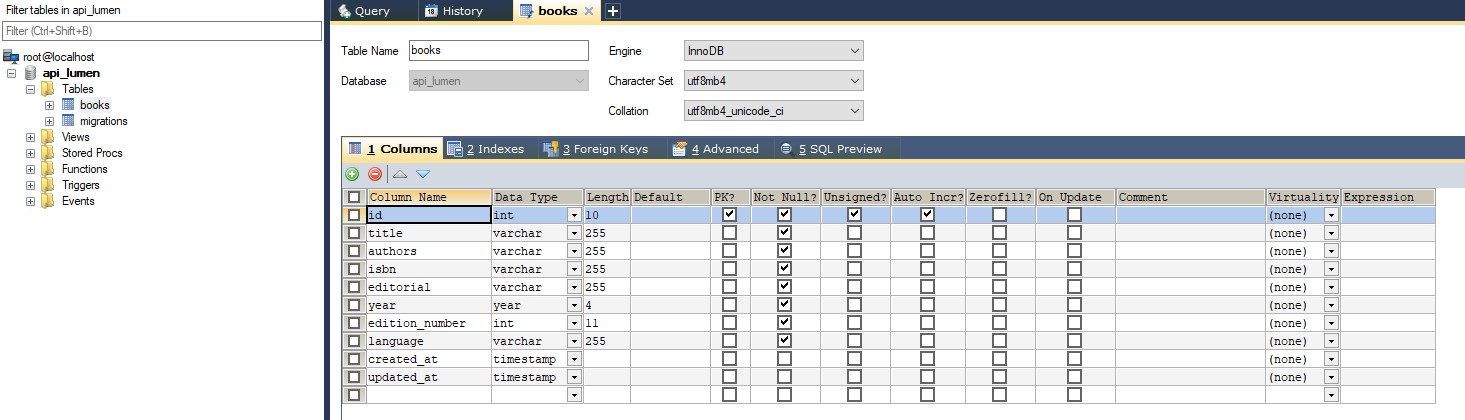 Filter tables in api_lumen
Filter (Ctrl+Shift+B)
root@localhost
api_lumen
Tables
books
migrations
Views
Stored Procs
Functions
Triggers
Events
Query History books
Table Name books Engine InnoDB
Database api_lumen Character Set utf8mb4
Collation utf8mb4_unicode_ci
1 Columns 2 Indexes 3 Foreign Keys 4 Advanced 5 SQL Preview
Column Name Data Type Length Default PK? Not Null? Unsigned? Auto Incr? Zerofill? On Update Comment Virtuality Expression
id int 10 (none)
title varchar 255 (none)
authors varchar 255 (none)
isbn varchar 255 (none)
editorial varchar 255 (none)
year year 4 (none)
edition_number int 11 (none)
language varchar 255 (none)
created_at timestamp (none)
updated_at timestamp (none)
(none)